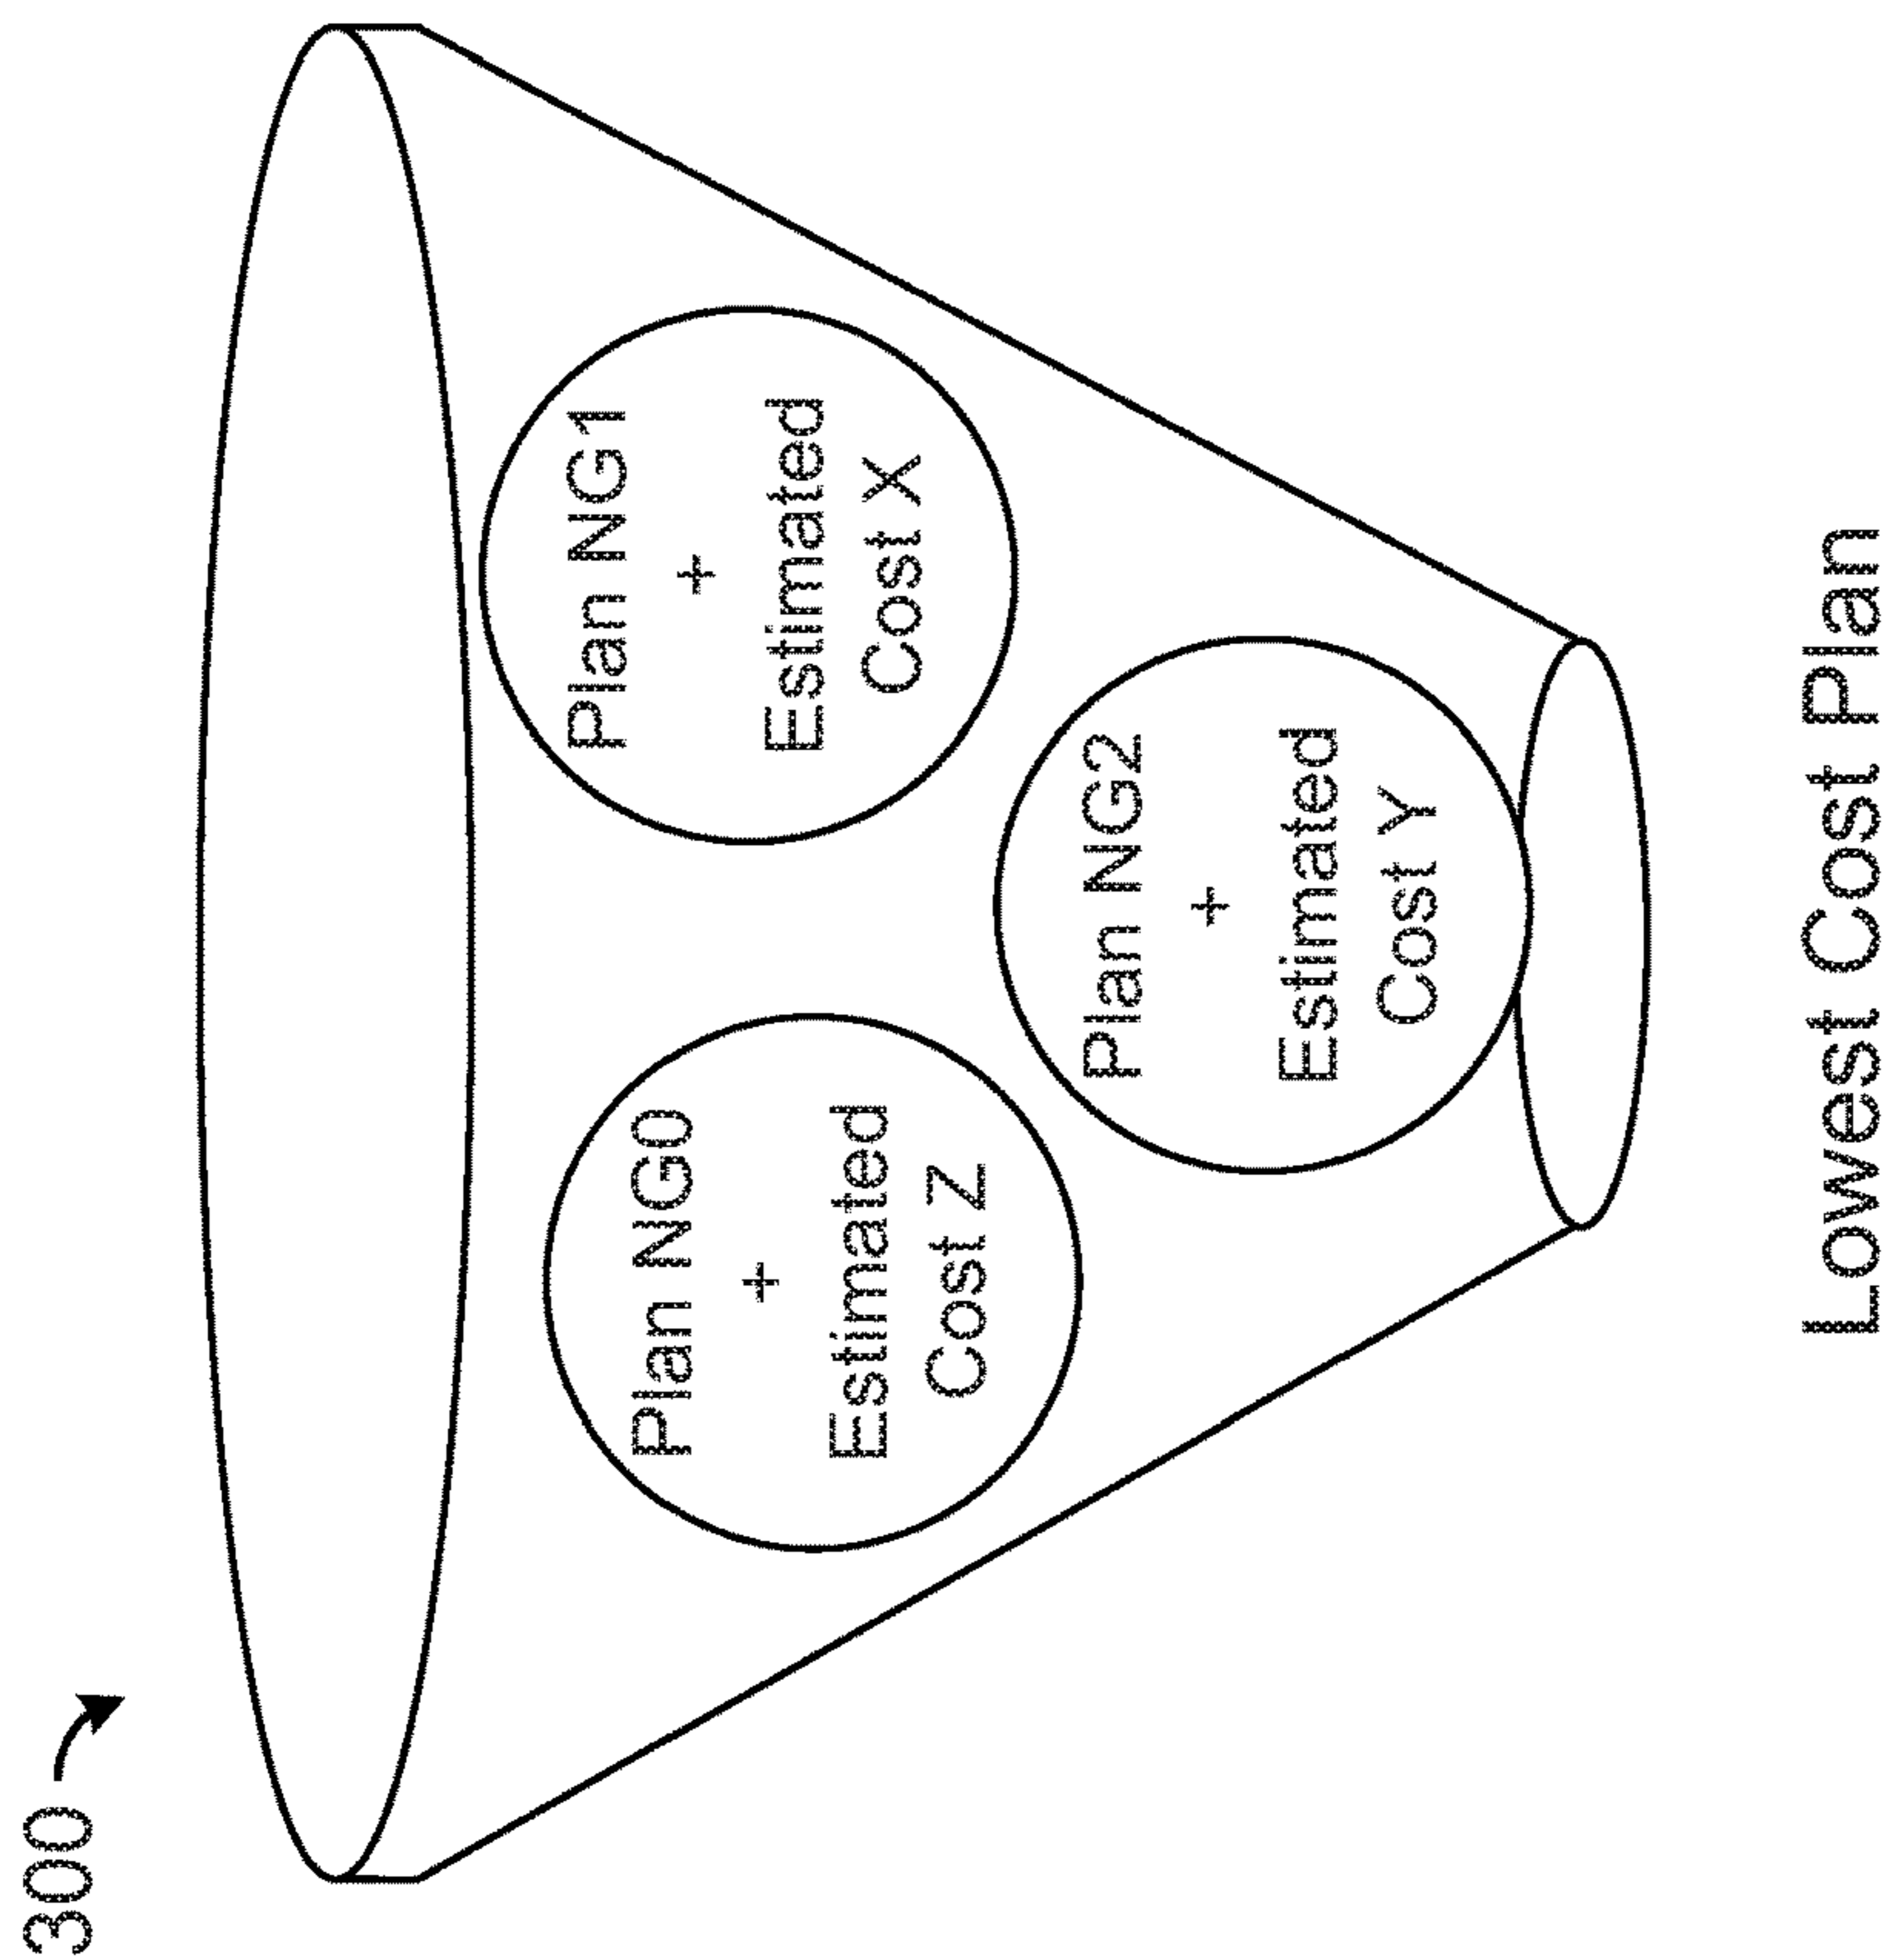 300
Plan NG0
+
Estimated
Cost Z
Plan NG1
+
Estimated
Cost X
Plan NG2
+
Estimated
Cost Y
Lowest Cost Plan